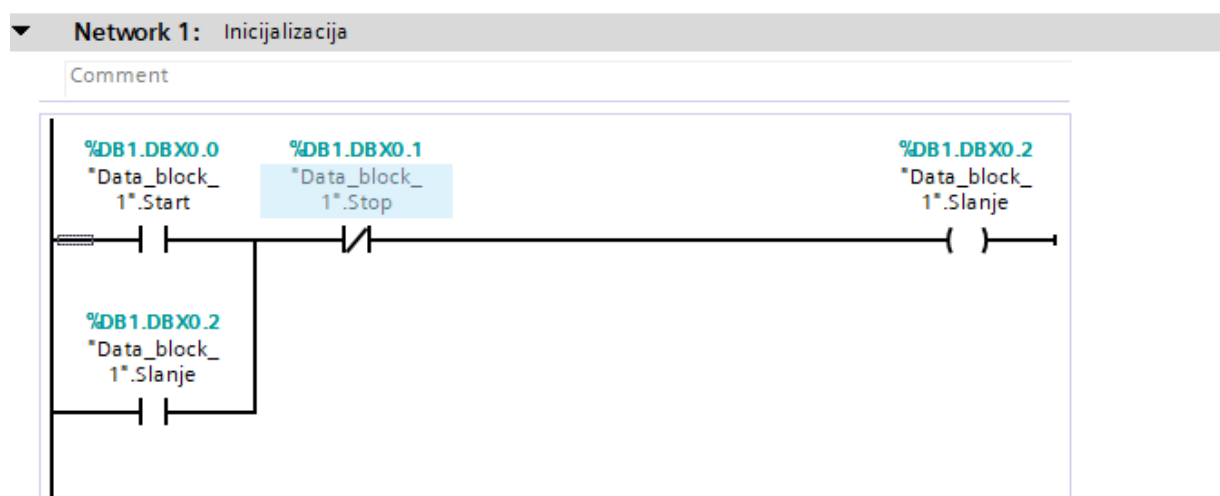 Network 1: Inicijalizacija
Comment
%DB1.DBX0.0
"Data_block_
1".Start
%DB1.DBX0.1
"Data_block_
1".Stop
%DB1.DBX0.2
"Data_block_
1".Slanje
%DB1.DBX0.2
"Data_block_
1".Slanje